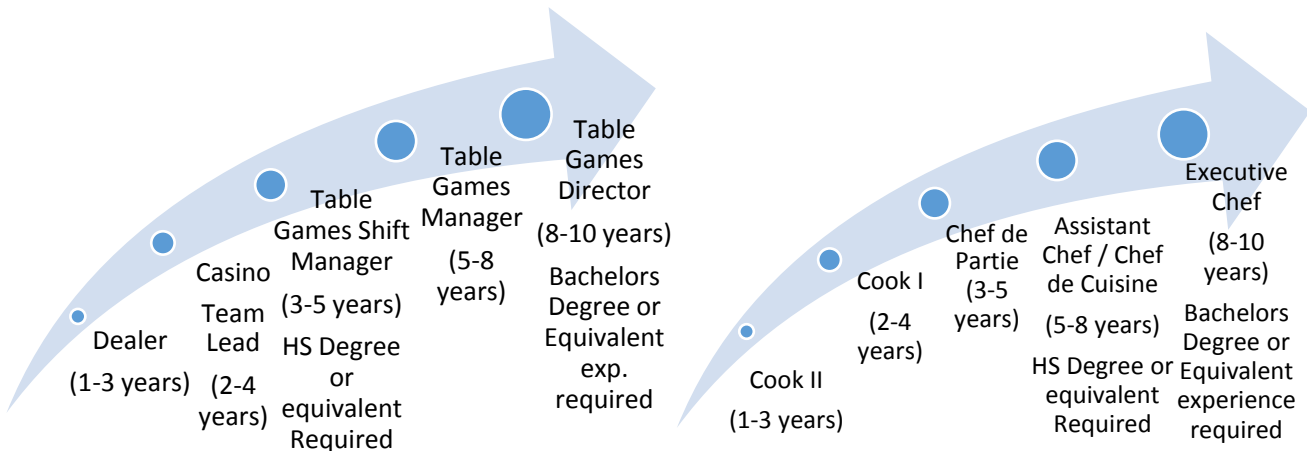 Dealer
(1-3 years)
Casino
Team
Lead
(2-4
years)
Table
Games Shift
Manager
(3-5 years)
HS Degree
or
equivalent
Required
Table
Games
Manager
(5-8
years)
Table
Games
Director
(8-10 years)
Bachelors
Degree or
Equivalent
exp.
required
Cook II
(1-3 years)
Cook I
(2-4
years)
Chef de
Partie
(3-5
years)
Assistant
Chef / Chef
de Cuisine
(5-8 years)
HS Degree or
equivalent
Required
Executive
Chef
(8-10
years)
Bachelors
Degree or
Equivalent
experience
required